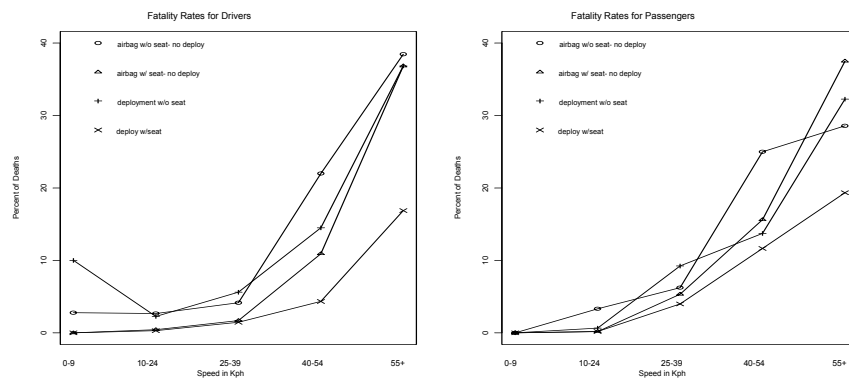 Fatality Rates for Drivers
40
30
20
10
0
Percent of Deaths
airbag w/o seat- no deploy
airbag w/ seat- no deploy
deployment w/o seat
deploy w/seat
0-9 10-24 25-39 40-54 55+
Speed in Kph
Fatality Rates for Passengers
40
30
20
10
0
Percent of Deaths
airbag w/o seat- no deploy
airbag w/ seat- no deploy
deployment w/o seat
deploy w/seat
0-9 10-24 25-39 40-54 55+
Speed in Kph